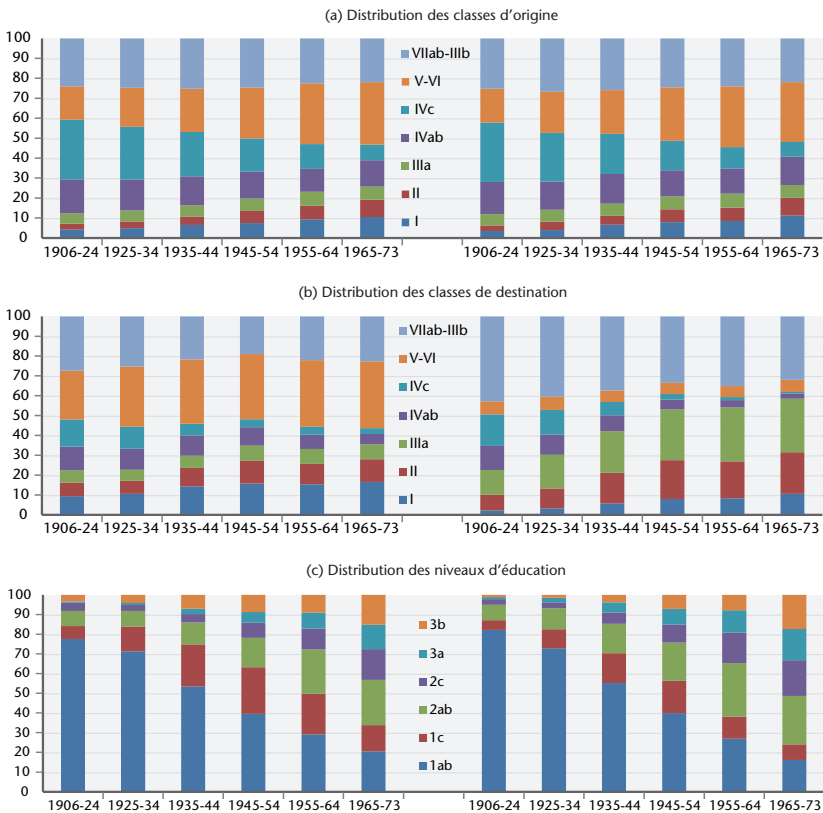 (a) Distribution des classes d'origine
100
90
80
70
60
50
40
30
20
10
0
VIIab-IIIb
V-VI
IVc
IVab
IIIa
II
I
1906-24 1925-34 1935-44 1945-54 1955-64 1965-73 1906-24 1925-34 1935-44 1945-54 1955-64 1965-73
(b) Distribution des classes de destination
100
90
80
70
60
50
40
30
20
10
0
VIIab-IIIb
V-VI
IVc
IVab
IIIa
II
I
1906-24 1925-34 1935-44 1945-54 1955-64 1965-73 1906-24 1925-34 1935-44 1945-54 1955-64 1965-73
(c) Distribution des niveaux d'éducation
100
90
80
70
60
50
40
30
20
10
0
3b
3a
2c
2ab
1c
1ab
1906-24 1925-34 1935-44 1945-54 1955-64 1965-73 1906-24 1925-34 1935-44 1945-54 1955-64 1965-73